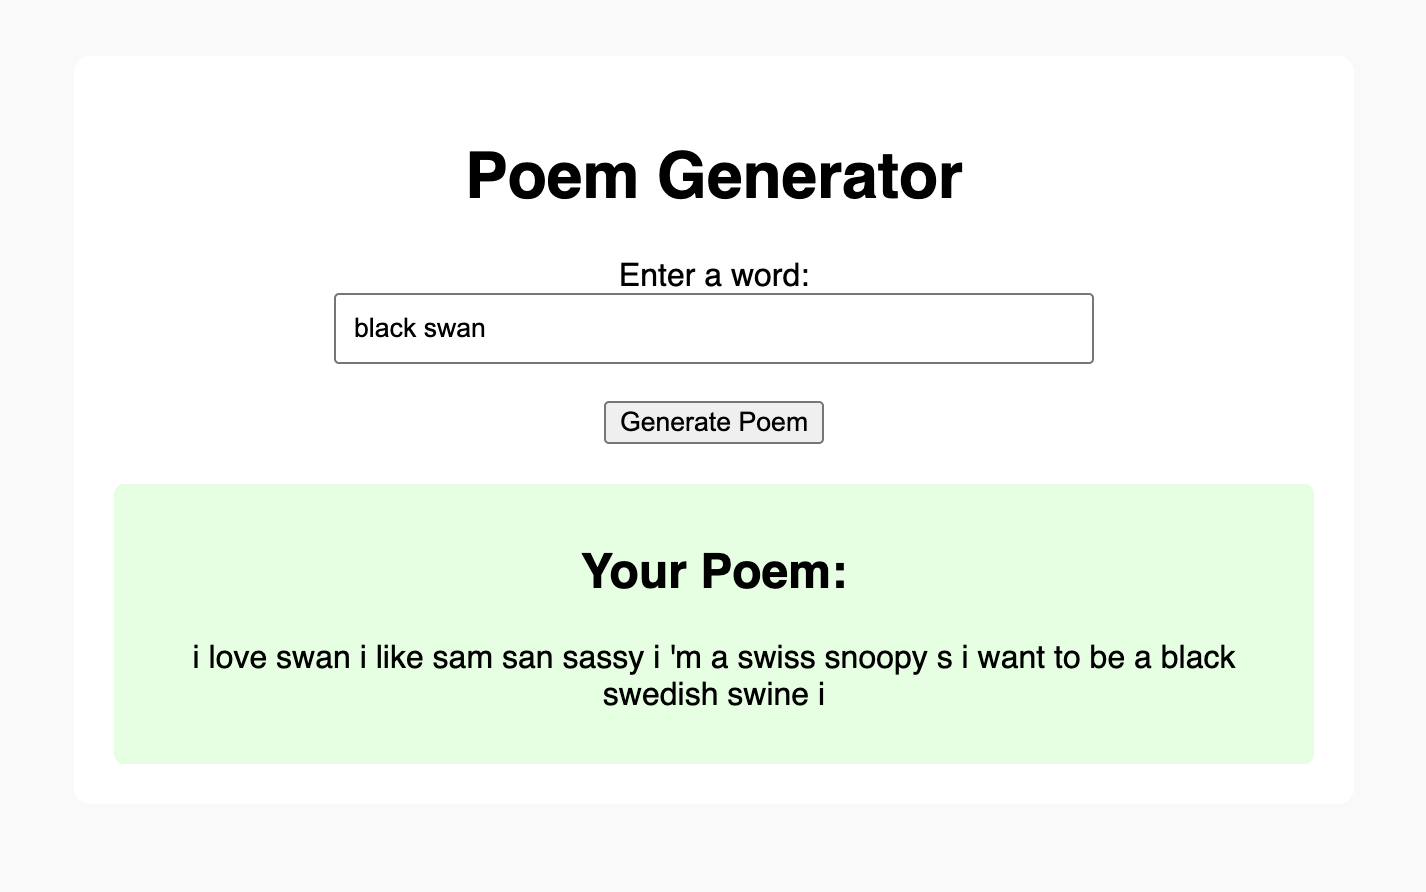 Poem Generator
Enter a word:
black swan
Generate Poem
Your Poem:
i love swan i like sam san sassy i 'm a swiss snoopy s i want to be a black
swedish swine i